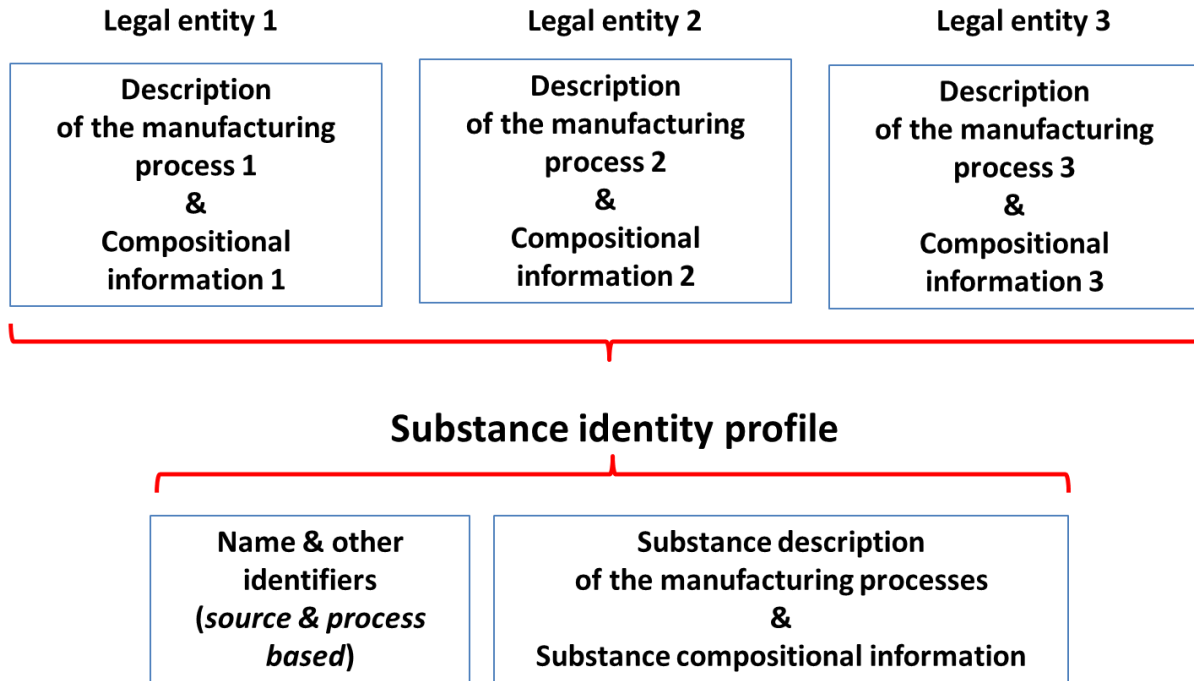 Legal entity 1
Legal entity 2
Legal entity 3
Description
of the manufacturing
process 1
&
Compositional
information 1
Description
of the manufacturing
process 2
&
Compositional
information 2
Description
of the manufacturing
process 3
&
Compositional
information 3
Substance identity profile
Name & other
identifiers
(source & process
based)
Substance description
of the manufacturing processes
&
Substance compositional information